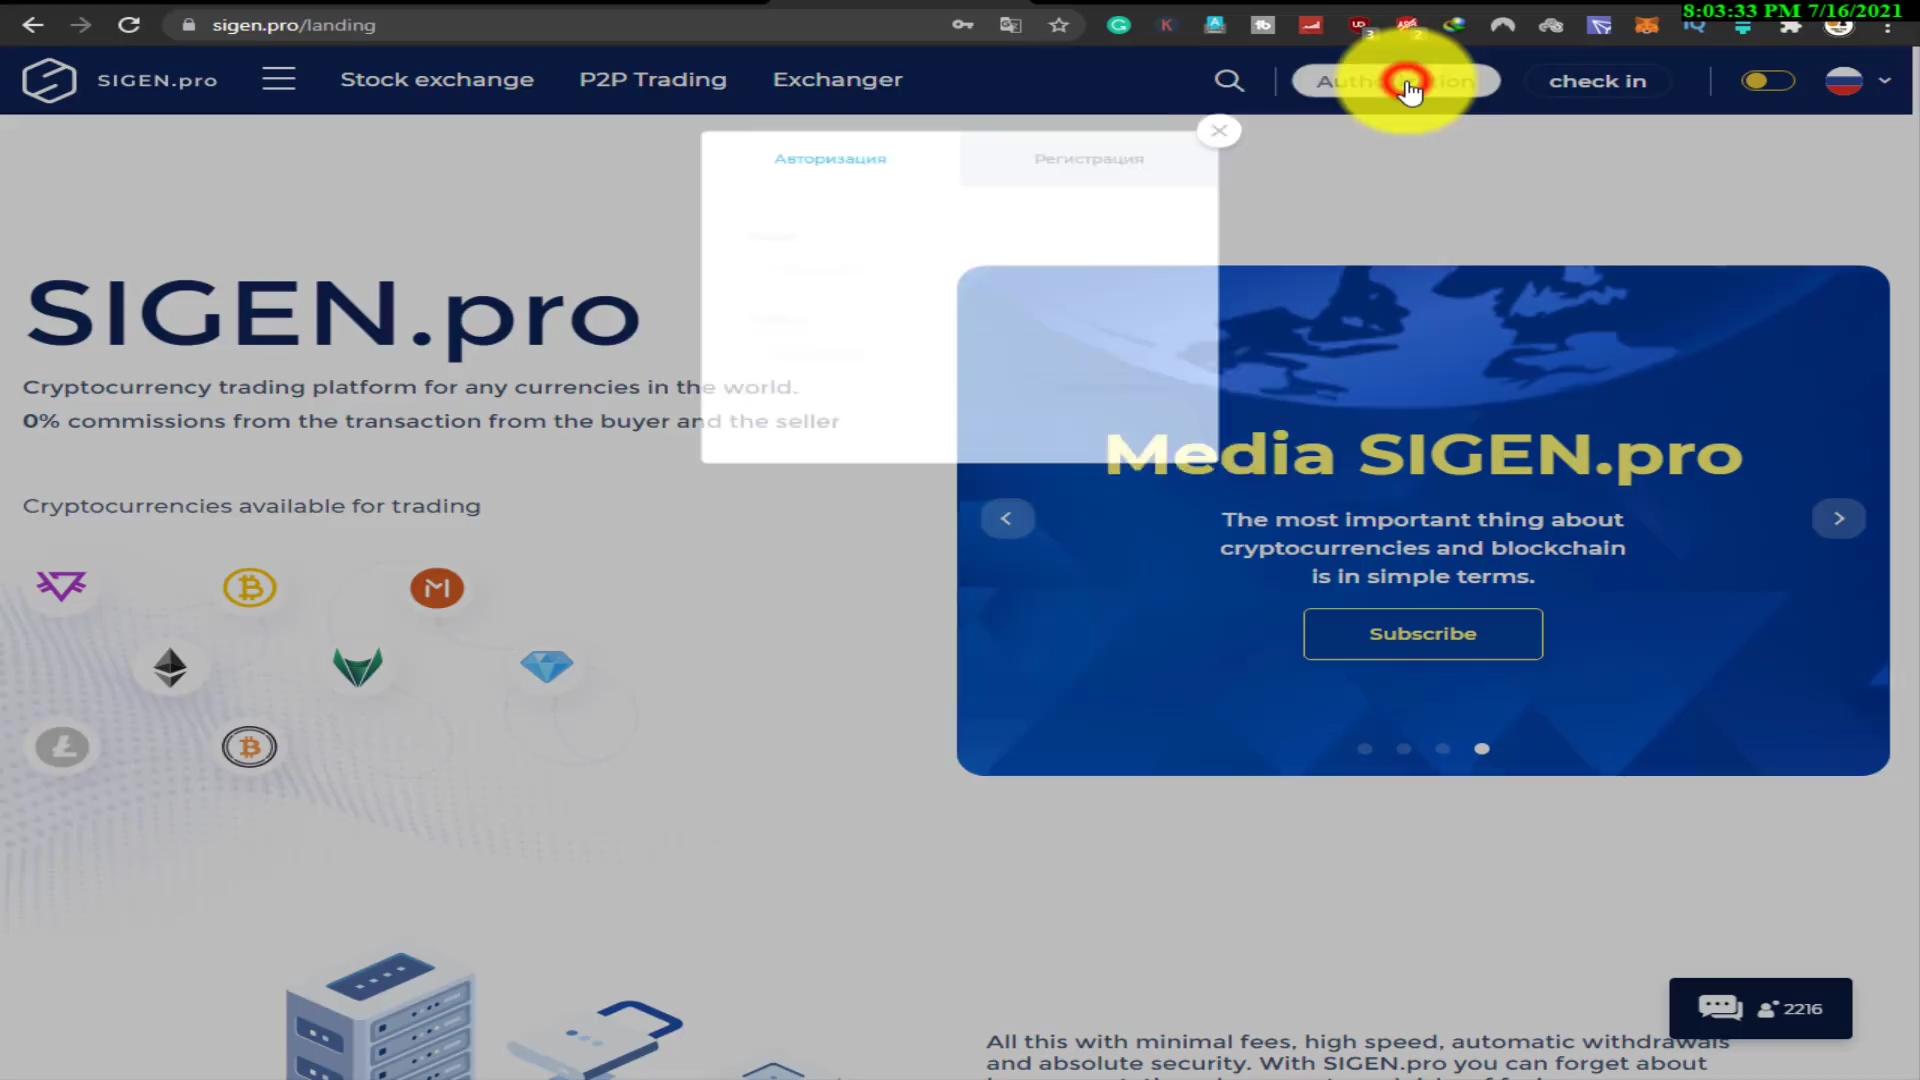 8:03:33 PM 7/16/2021
sigen.pro/landing
3
2
SIGEN.pro
Stock exchange
P2P Trading
Exchanger
check in
Авторизация
Регистрация
SIGEN.pro
Cryptocurrency trading platform for any currencies in the world.
0% commissions from the transaction from the buyer and the seller
Cryptocurrencies available for trading
Media SIGEN.pro
The most important thing about
cryptocurrencies and blockchain
is in simple terms.
Subscribe
2216
All this with minimal fees, high speed, automatic withdrawals
and absolute security. With SIGEN.pro you can forget about